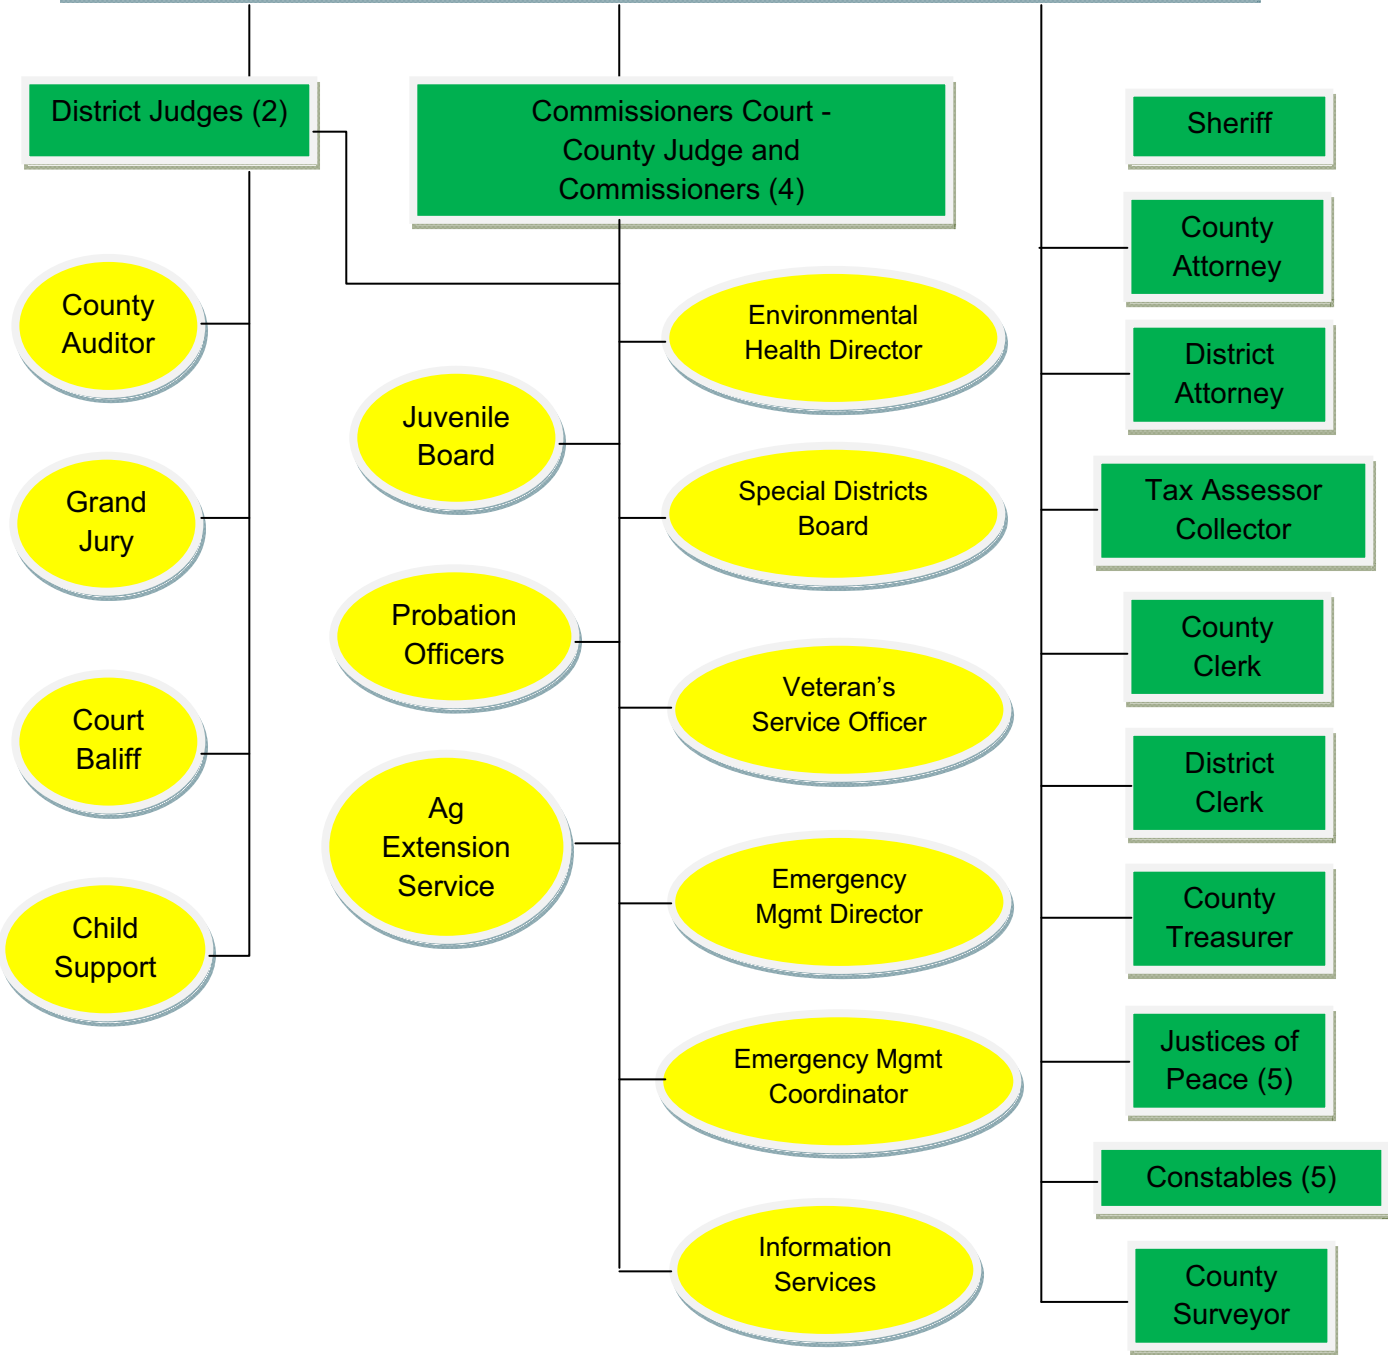 District Judges (2)
Commissioners Court -
County Judge and
Commissioners (4)
County
Auditor
Grand
Jury
Court
Baliff
Child
Support
Juvenile
Board
Probation
Officers
Ag
Extension
Service
Environmental
Health Director
Special Districts
Board
Veteran’s
Service Officer
Emergency
Mgmt Director
Emergency Mgmt
Coordinator
Information
Services
Sheriff
County
Attorney
District
Attorney
Tax Assessor
Collector
County
Clerk
District
Clerk
County
Treasurer
Justices of
Peace (5)
Constables (5)
County
Surveyor